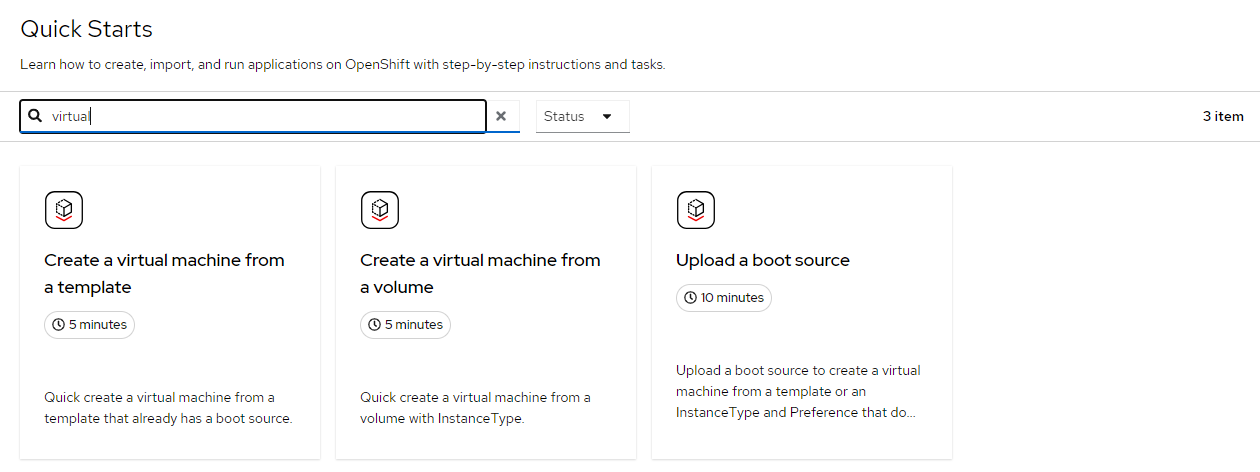 Quick Starts
Learn how to create, import, and run applications on OpenShift with step-by-step instructions and tasks.
virtual
Status
3 item
Create a virtual machine from
a template
5 minutes
Quick create a virtual machine from a
template that already has a boot source.
Create a virtual machine from
a volume
5 minutes
Quick create a virtual machine from a
volume with InstanceType.
Upload a boot source
10 minutes
Upload a boot source to create a virtual
machine from a template or an
InstanceType and Preference that do...